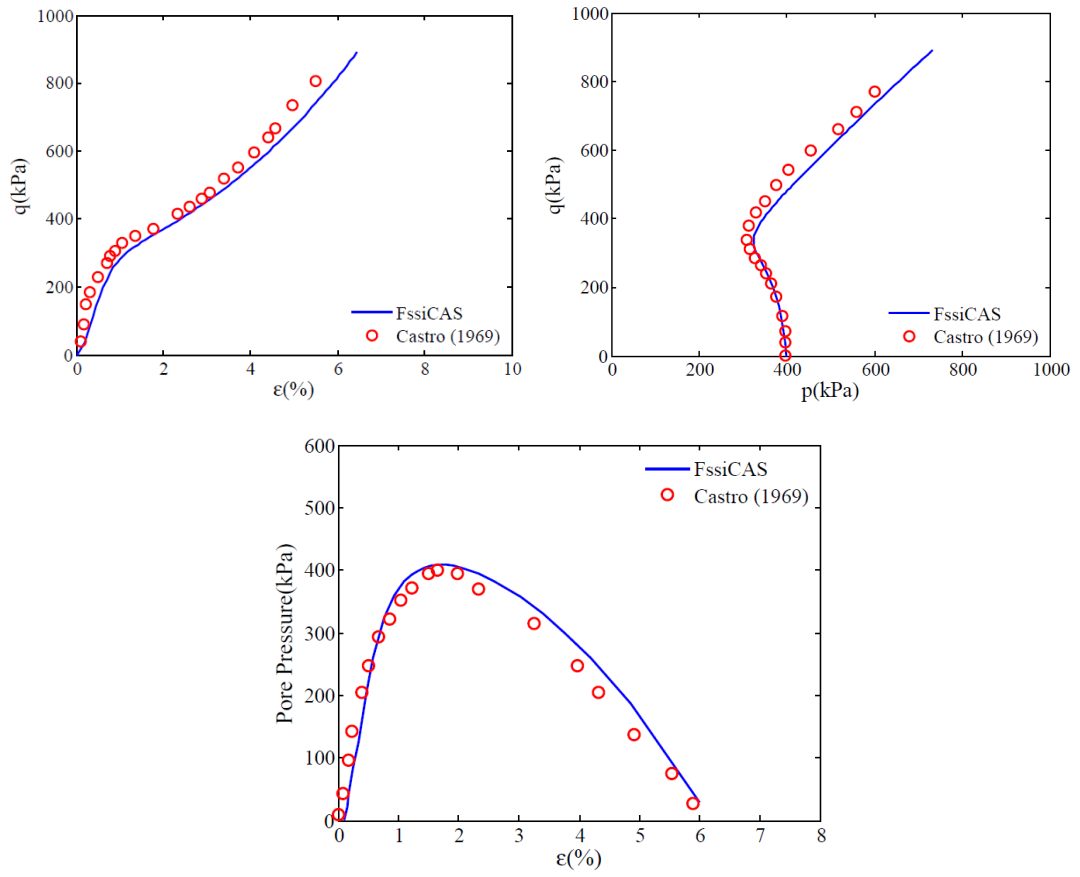 1000
800
600
400
200
0
q(kPa)
0 2 4 6 8 10
ε(%)
FssiCAS
Castro (1969)
1000
800
600
400
200
0
q(kPa)
0 200 400 600 800 1000
p(kPa)
FssiCAS
Castro (1969)
600
500
400
300
200
100
0
Pore Pressure(kPa)
0 1 2 3 4 5 6 7 8
ε(%)
FssiCAS
Castro (1969)